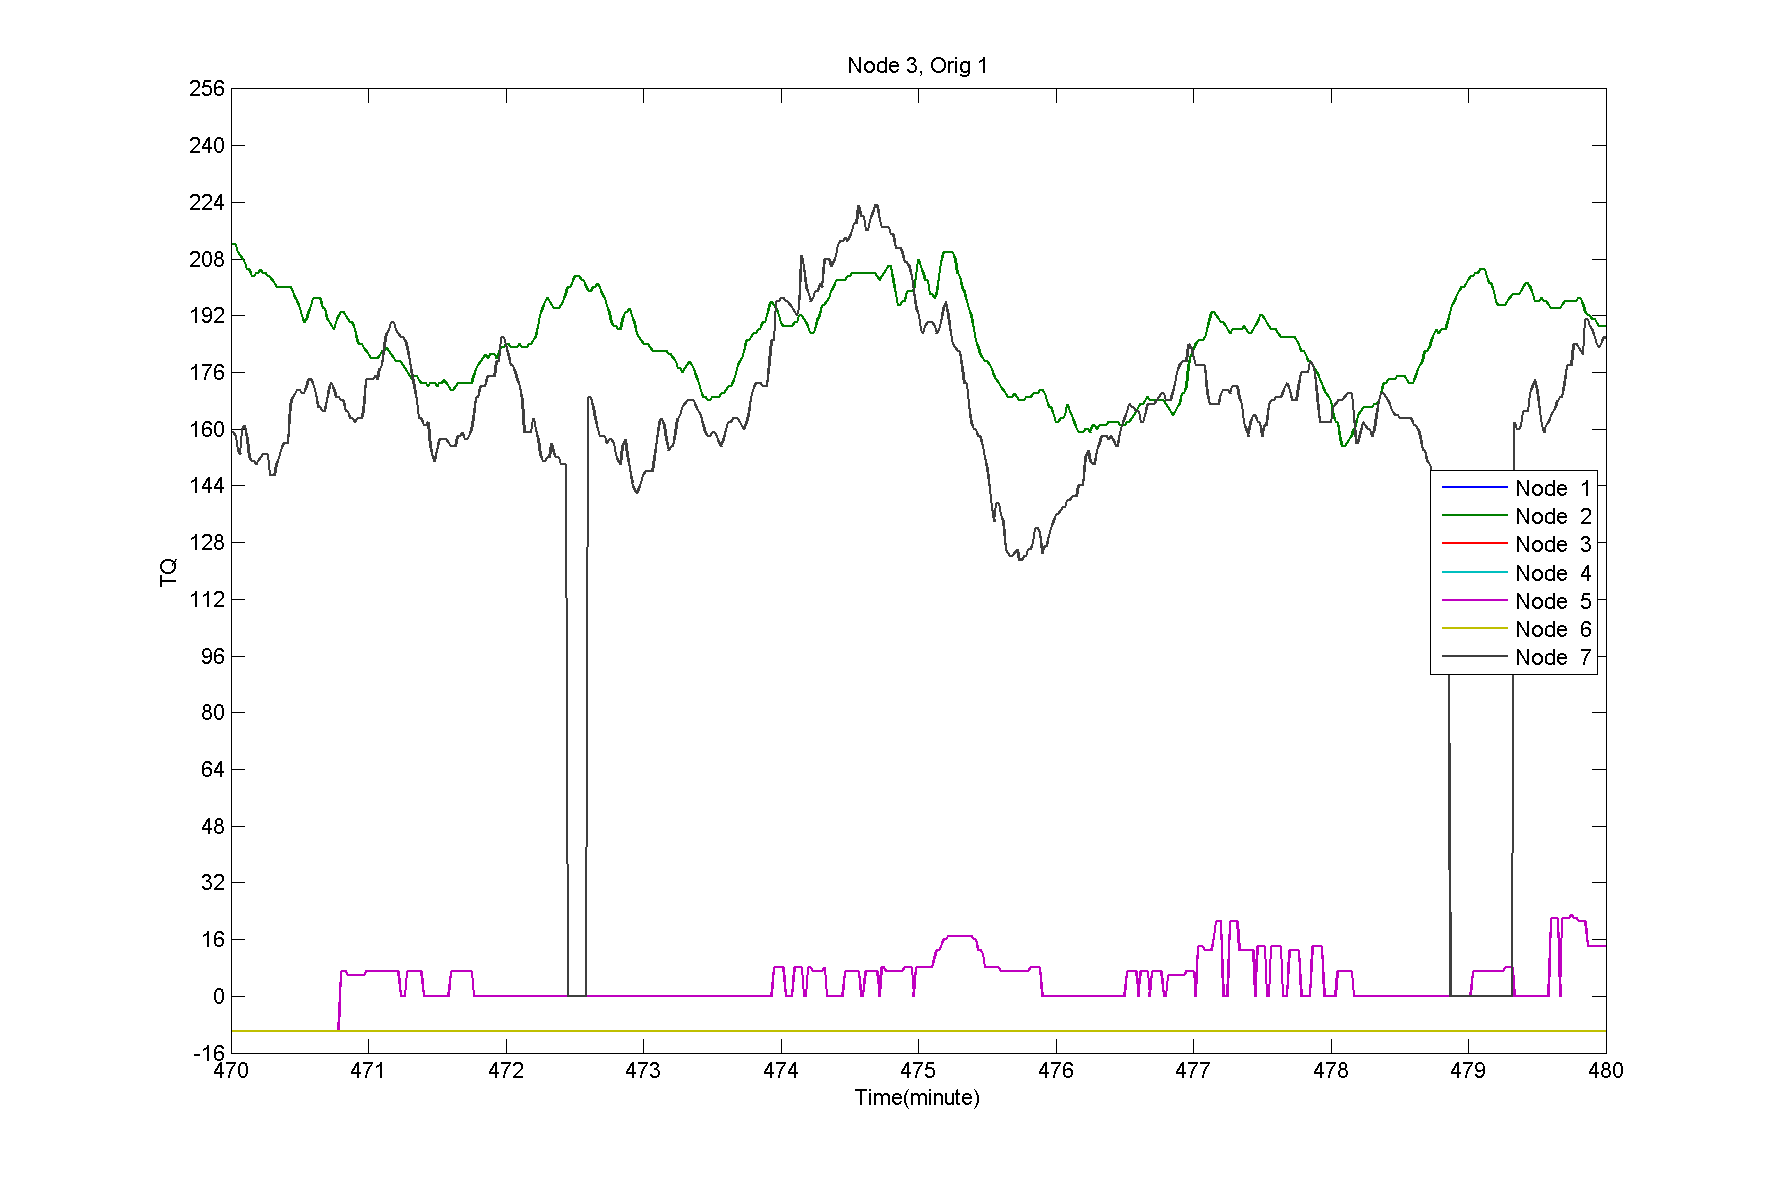 Node 3, Orig 1
256
240
224
208
192
176
160
144
128
112
96
80
64
48
32
16
0
-16
TQ
Node 1
Node 2
Node 3
Node 4
Node 5
Node 6
Node 7
470 471 472 473 474 475 476 477 478 479 480
Time(minute)